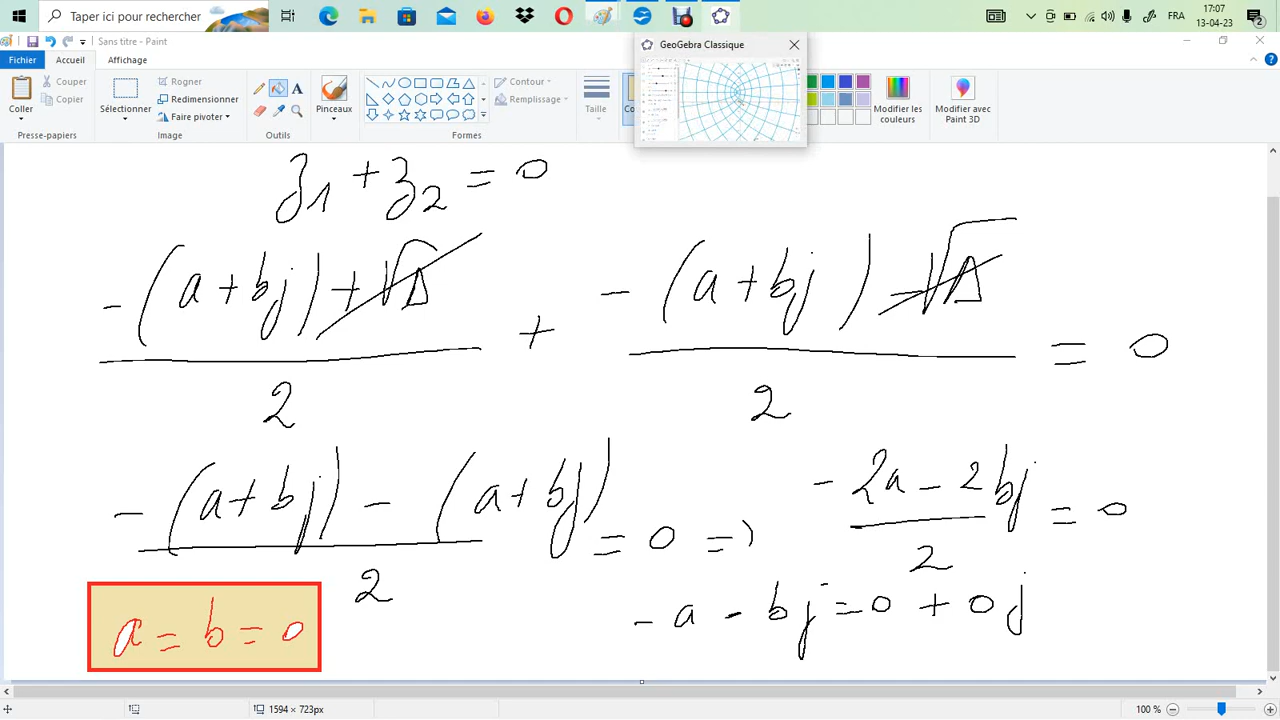 Taper ici pour rechercher
FRA
17:07
13-04-23
2
Sans titre - Paint
GeoGebra Classique
Fichier
Accueil
Affichage
Coller
Couper
Copier
Presse-papiers
Sélectionner
Rogner
Redimensionner
Faire pivoter
Image
A
Outils
Pinceaux
Contour
Remplissage
Formes
Taille
Modifier les couleurs
Modifier avec Paint 3D
z1 + z2 = 0
(-(a+bj)+√Δ)/2 + (-(a+bj)-√Δ)/2 = 0
(-(a+bj)-(a+bj))/2 = 0 => (-2a-2bj)/2 = 0
-a - bj = 0 + 0j
a = b = 0
1594 × 723px
100 %